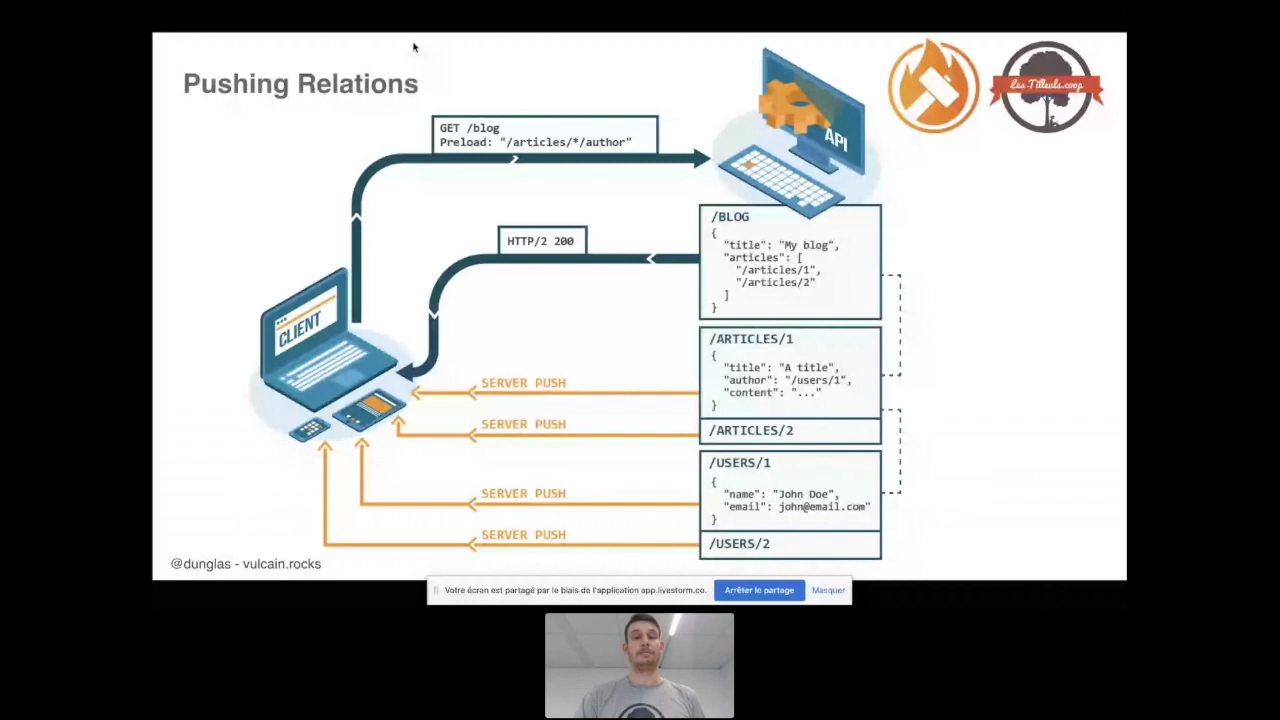 Pushing Relations
GET /blog
Preload: "/articles/*/author"
API
Les-Tilleuls.coop
HTTP/2 200
/BLOG
{
"title": "My blog",
"articles": [
"/articles/1",
"/articles/2"
]
}
CLIENT
/ARTICLES/1
{
"title": "A title",
"author": "/users/1",
"content": "..."
}
SERVER PUSH
SERVER PUSH
/ARTICLES/2
/USERS/1
{
"name": "John Doe",
"email": john@email.com"
}
SERVER PUSH
SERVER PUSH
/USERS/2
@dunglas - vulcain.rocks
Votre écran est partagé par le biais de l'application app.livestorm.co.
Arrêter le partage
Masquer